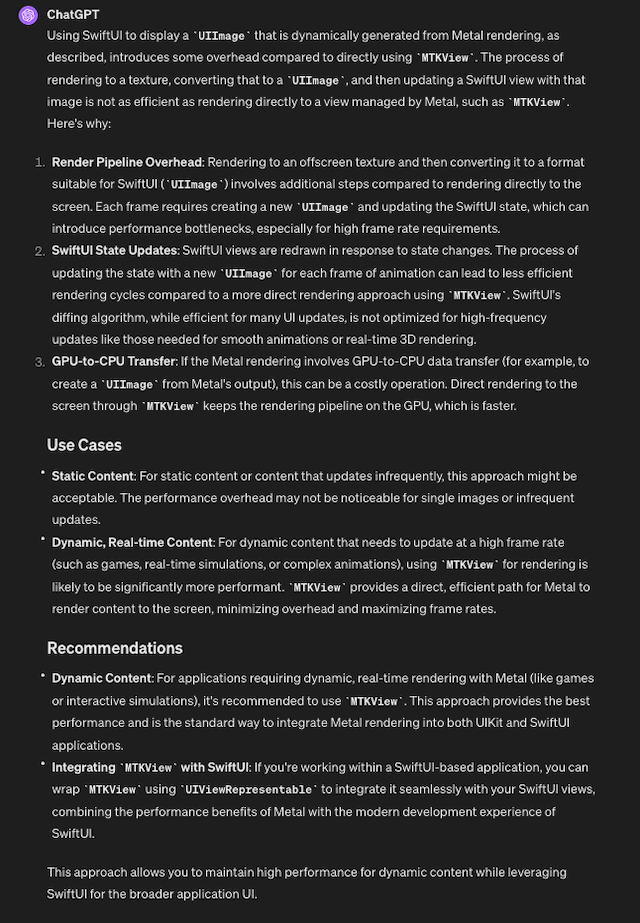 ChatGPT
Using SwiftUI to display a `UIImage` that is dynamically generated from Metal rendering, as
described, introduces some overhead compared to directly using `MTKView`. The process of
rendering to a texture, converting that to a `UIImage`, and then updating a SwiftUI view with that
image is not as efficient as rendering directly to a view managed by Metal, such as `MTKView`.
Here's why:
1. Render Pipeline Overhead: Rendering to an offscreen texture and then converting it to a format
suitable for SwiftUI (`UIImage`) involves additional steps compared to rendering directly to the
screen. Each frame requires creating a new `UIImage` and updating the SwiftUI state, which can
introduce performance bottlenecks, especially for high frame rate requirements.
2. SwiftUI State Updates: SwiftUI views are redrawn in response to state changes. The process of
updating the state with a new `UIImage` for each frame of animation can lead to less efficient
rendering cycles compared to a more direct rendering approach using `MTKView`. SwiftUI's
diffing algorithm, while efficient for many UI updates, is not optimized for high-frequency
updates like those needed for smooth animations or real-time 3D rendering.
3. GPU-to-CPU Transfer: If the Metal rendering involves GPU-to-CPU data transfer (for example, to
create a `UIImage` from Metal's output), this can be a costly operation. Direct rendering to the
screen through `MTKView` keeps the rendering pipeline on the GPU, which is faster.
Use Cases
• Static Content: For static content or content that updates infrequently, this approach might be
acceptable. The performance overhead may not be noticeable for single images or infrequent
updates.
• Dynamic, Real-time Content: For dynamic content that needs to update at a high frame rate
(such as games, real-time simulations, or complex animations), using `MTKView` for rendering is
likely to be significantly more performant. `MTKView` provides a direct, efficient path for Metal to
render content to the screen, minimizing overhead and maximizing frame rates.
Recommendations
• Dynamic Content: For applications requiring dynamic, real-time rendering with Metal (like games
or interactive simulations), it's recommended to use `MTKView`. This approach provides the best
performance and is the standard way to integrate Metal rendering into both UIKit and SwiftUI
applications.
• Integrating `MTKView` with SwiftUI: If you're working within a SwiftUI-based application, you can
wrap `MTKView` using `UIViewRepresentable` to integrate it seamlessly with your SwiftUI views,
combining the performance benefits of Metal with the modern development experience of
SwiftUI.
This approach allows you to maintain high performance for dynamic content while leveraging
SwiftUI for the broader application UI.